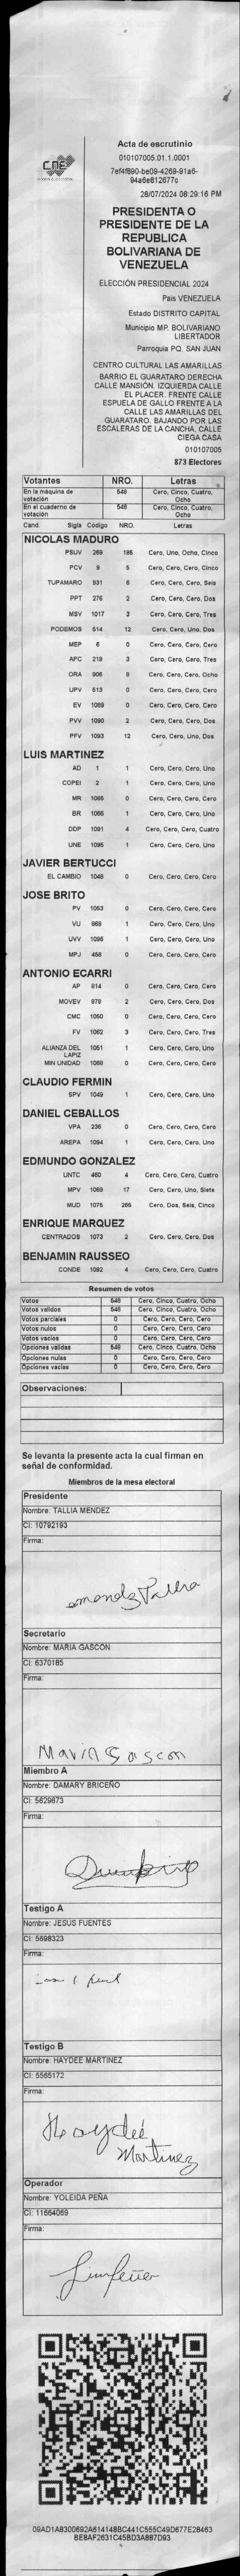 CNE
Acta de escrutinio
010107005.01.1.0001
7ef4f890-be09-4269-91a6-
94a6e812677c
28/07/2024 08:29:16 PM
PRESIDENTA O
PRESIDENTE DE LA
REPUBLICA
BOLIVARIANA DE
VENEZUELA
ELECCIÓN PRESIDENCIAL 2024
Pais VENEZUELA
Estado DISTRITO CAPITAL
Municipio MP. BOLIVARIANO
LIBERTADOR
Parroquia PQ. SAN JUAN
CENTRO CULTURAL LAS AMARILLAS
BARRIO EL GUARATARO DERECHA
CALLE MANSIÓN. IZQUIERDA CALLE
EL PLACER. FRENTE CALLE
ESPUELA DE GALLO FRENTE A LA
CALLE LAS AMARILLAS DEL
GUARATARO. BAJANDO POR LAS
ESCALERAS DE LA CANCHA, CALLE
CIEGA CASA
010107005
873 Electores
Votantes NRO. Letras
En la máquina de votación 548 Cero, Cinco, Cuatro, Ocho
En el cuaderno de votación 548 Cero, Cinco, Cuatro, Ocho
Cand. Sigla Código NRO. Letras
NICOLAS MADURO
PSUV 269 185 Cero, Uno, Ocho, Cinco
PCV 9 5 Cero, Cero, Cero, Cinco
TUPAMARO 931 6 Cero, Cero, Cero, Seis
PPT 276 2 Cero, Cero, Cero, Dos
MSV 1017 3 Cero, Cero, Cero, Tres
PODEMOS 514 12 Cero, Cero, Uno, Dos
MEP 6 0 Cero, Cero, Cero, Cero
APC 219 3 Cero, Cero, Cero, Tres
ORA 906 8 Cero, Cero, Cero, Ocho
UPV 513 0 Cero, Cero, Cero, Cero
EV 1069 0 Cero, Cero, Cero, Cero
PVV 1090 2 Cero, Cero, Cero, Dos
PFV 1093 12 Cero, Cero, Uno, Dos
LUIS MARTINEZ
AD 1 1 Cero, Cero, Cero, Uno
COPEI 2 1 Cero, Cero, Cero, Uno
MR 1065 0 Cero, Cero, Cero, Cero
BR 1066 1 Cero, Cero, Cero, Uno
DDP 1091 4 Cero, Cero, Cero, Cuatro
UNE 1095 1 Cero, Cero, Cero, Uno
JAVIER BERTUCCI
EL CAMBIO 1048 0 Cero, Cero, Cero, Cero
JOSE BRITO
PV 1053 0 Cero, Cero, Cero, Cero
VU 868 1 Cero, Cero, Cero, Uno
UVV 1096 1 Cero, Cero, Cero, Uno
MPJ 458 0 Cero, Cero, Cero, Cero
ANTONIO ECARRI
AP 814 0 Cero, Cero, Cero, Cero
MOVEV 979 2 Cero, Cero, Cero, Dos
CMC 1050 0 Cero, Cero, Cero, Cero
FV 1062 3 Cero, Cero, Cero, Tres
ALIANZA DEL LAPIZ 1051 1 Cero, Cero, Cero, Uno
MIN UNIDAD 1068 0 Cero, Cero, Cero, Cero
CLAUDIO FERMIN
SPV 1049 1 Cero, Cero, Cero, Uno
DANIEL CEBALLOS
VPA 236 0 Cero, Cero, Cero, Cero
AREPA 1094 1 Cero, Cero, Cero, Uno
EDMUNDO GONZALEZ
UNTC 460 4 Cero, Cero, Cero, Cuatro
MPV 1069 17 Cero, Cero, Uno, Siete
MUD 1075 265 Cero, Dos, Seis, Cinco
ENRIQUE MARQUEZ
CENTRADOS 1073 2 Cero, Cero, Cero, Dos
BENJAMIN RAUSSEO
CONDE 1092 4 Cero, Cero, Cero, Cuatro
Resumen de votos
Votos 548 Cero, Cinco, Cuatro, Ocho
Votos validos 548 Cero, Cinco, Cuatro, Ocho
Votos parciales 0 Cero, Cero, Cero, Cero
Votos nulos 0 Cero, Cero, Cero, Cero
Votos vacios 0 Cero, Cero, Cero, Cero
Opciones validas 548 Cero, Cinco, Cuatro, Ocho
Opciones nulas 0 Cero, Cero, Cero, Cero
Opciones vacias 0 Cero, Cero, Cero, Cero
Observaciones:
Se levanta la presente acta la cual firman en
señal de conformidad.
Miembros de la mesa electoral
Presidente
Nombre: TALLIA MENDEZ
CI: 10792193
Firma:
Secretario
Nombre: MARIA GASCON
CI: 6370185
Firma:
Maria Gascon
Miembro A
Nombre: DAMARY BRICEÑO
CI: 5629873
Firma:
Testigo A
Nombre: JESUS FUENTES
CI: 5698323
Firma:
Testigo B
Nombre: HAYDEE MARTINEZ
CI: 5565172
Firma:
Haydeé
Martinez
Operador
Nombre: YOLEIDA PEÑA
CI: 11664069
Firma:
09AD1A8300692A614148BC441C555C49D677E28463
BE8AF2631C45BD3A887D93